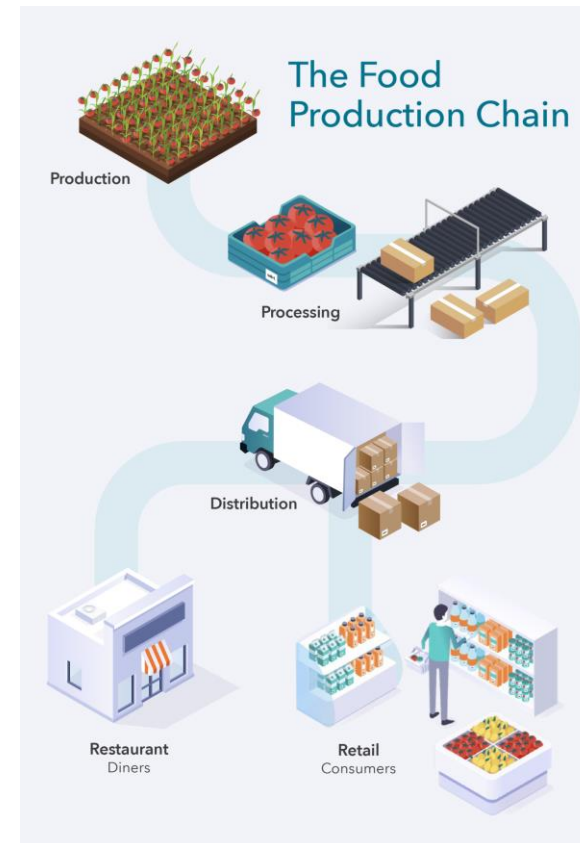 The Food
Production Chain
Production
Processing
Distribution
Restaurant
Diners
Retail
Consumers